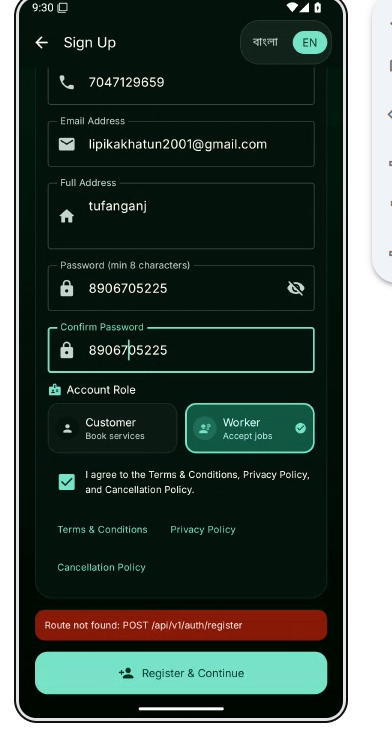 9:30
Sign Up
বাংলা
EN
7047129659
Email Address
lipikakhatun2001@gmail.com
Full Address
tufanganj
Password (min 8 characters)
8906705225
Confirm Password
8906705225
Account Role
Customer
Book services
Worker
Accept jobs
I agree to the Terms & Conditions, Privacy Policy,
and Cancellation Policy.
Terms & Conditions
Privacy Policy
Cancellation Policy
Route not found: POST /api/v1/auth/register
Register & Continue